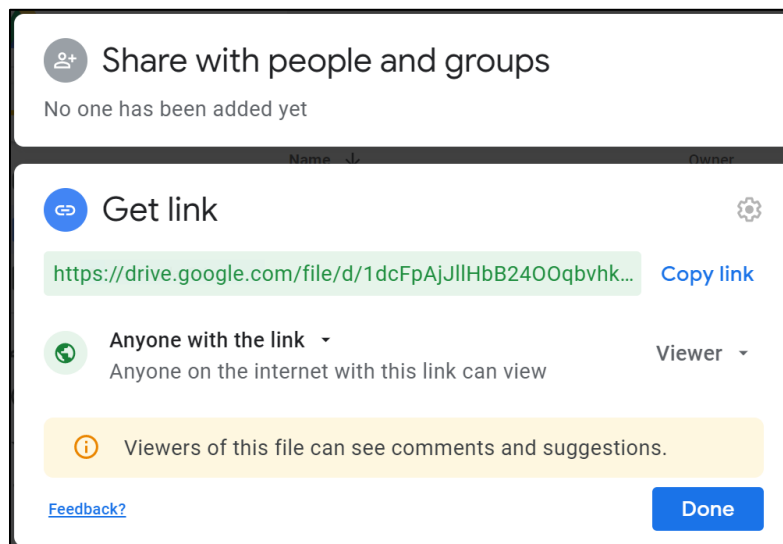 Share with people and groups
No one has been added yet
Name Owner
Get link
https://drive.google.com/file/d/1dcFpAjJllHbB24OOqbvhk... Copy link
Anyone with the link Viewer
Anyone on the internet with this link can view
Viewers of this file can see comments and suggestions.
Feedback? Done